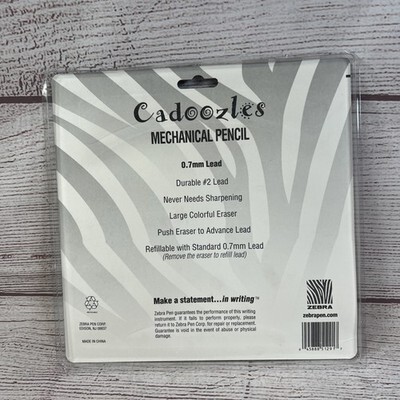 Cadoozles
MECHANICAL PENCIL
0.7mm Lead
Durable #2 Lead
Never Needs Sharpening
Large Colorful Eraser
Push Eraser to Advance Lead
Refillable with Standard 0.7mm Lead
(Remove the eraser to refill lead)
Make a statement...in writing™
Zebra Pen guarantees the performance of this writing
instrument. If it fails to perform properly, please
return it to Zebra Pen Corp. for repair or replacement.
Guarantee is void in the event of abuse or physical
damage.
ZEBRA PEN CORP.
EDISON, NJ 08837
MADE IN CHINA
ZEBRA
zebrapen.com